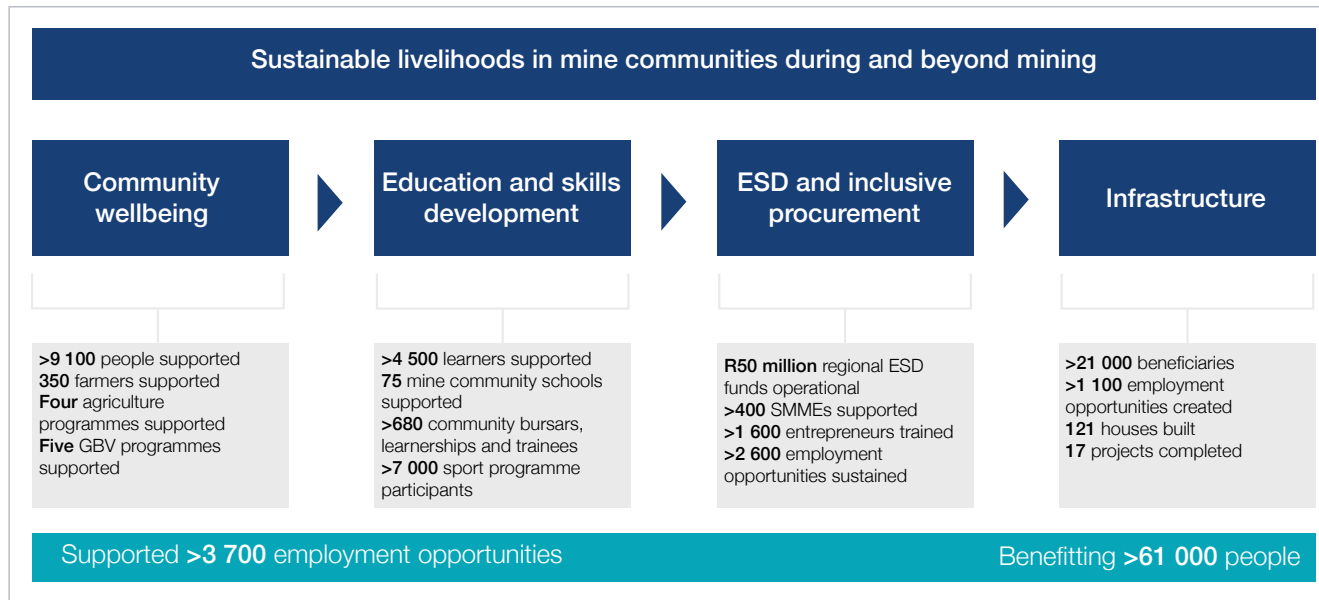 Sustainable livelihoods in mine communities during and beyond mining
Community
wellbeing
Education and skills
development
ESD and inclusive
procurement
Infrastructure
>9 100 people supported
350 farmers supported
Four agriculture
programmes supported
Five GBV programmes
supported
>4 500 learners supported
75 mine community schools
supported
>680 community bursars,
learnerships and trainees
>7 000 sport programme
participants
R50 million regional ESD
funds operational
>400 SMMEs supported
>1 600 entrepreneurs trained
>2 600 employment
opportunities sustained
>21 000 beneficiaries
>1 100 employment
opportunities created
121 houses built
17 projects completed
Supported >3 700 employment opportunities
Benefitting >61 000 people